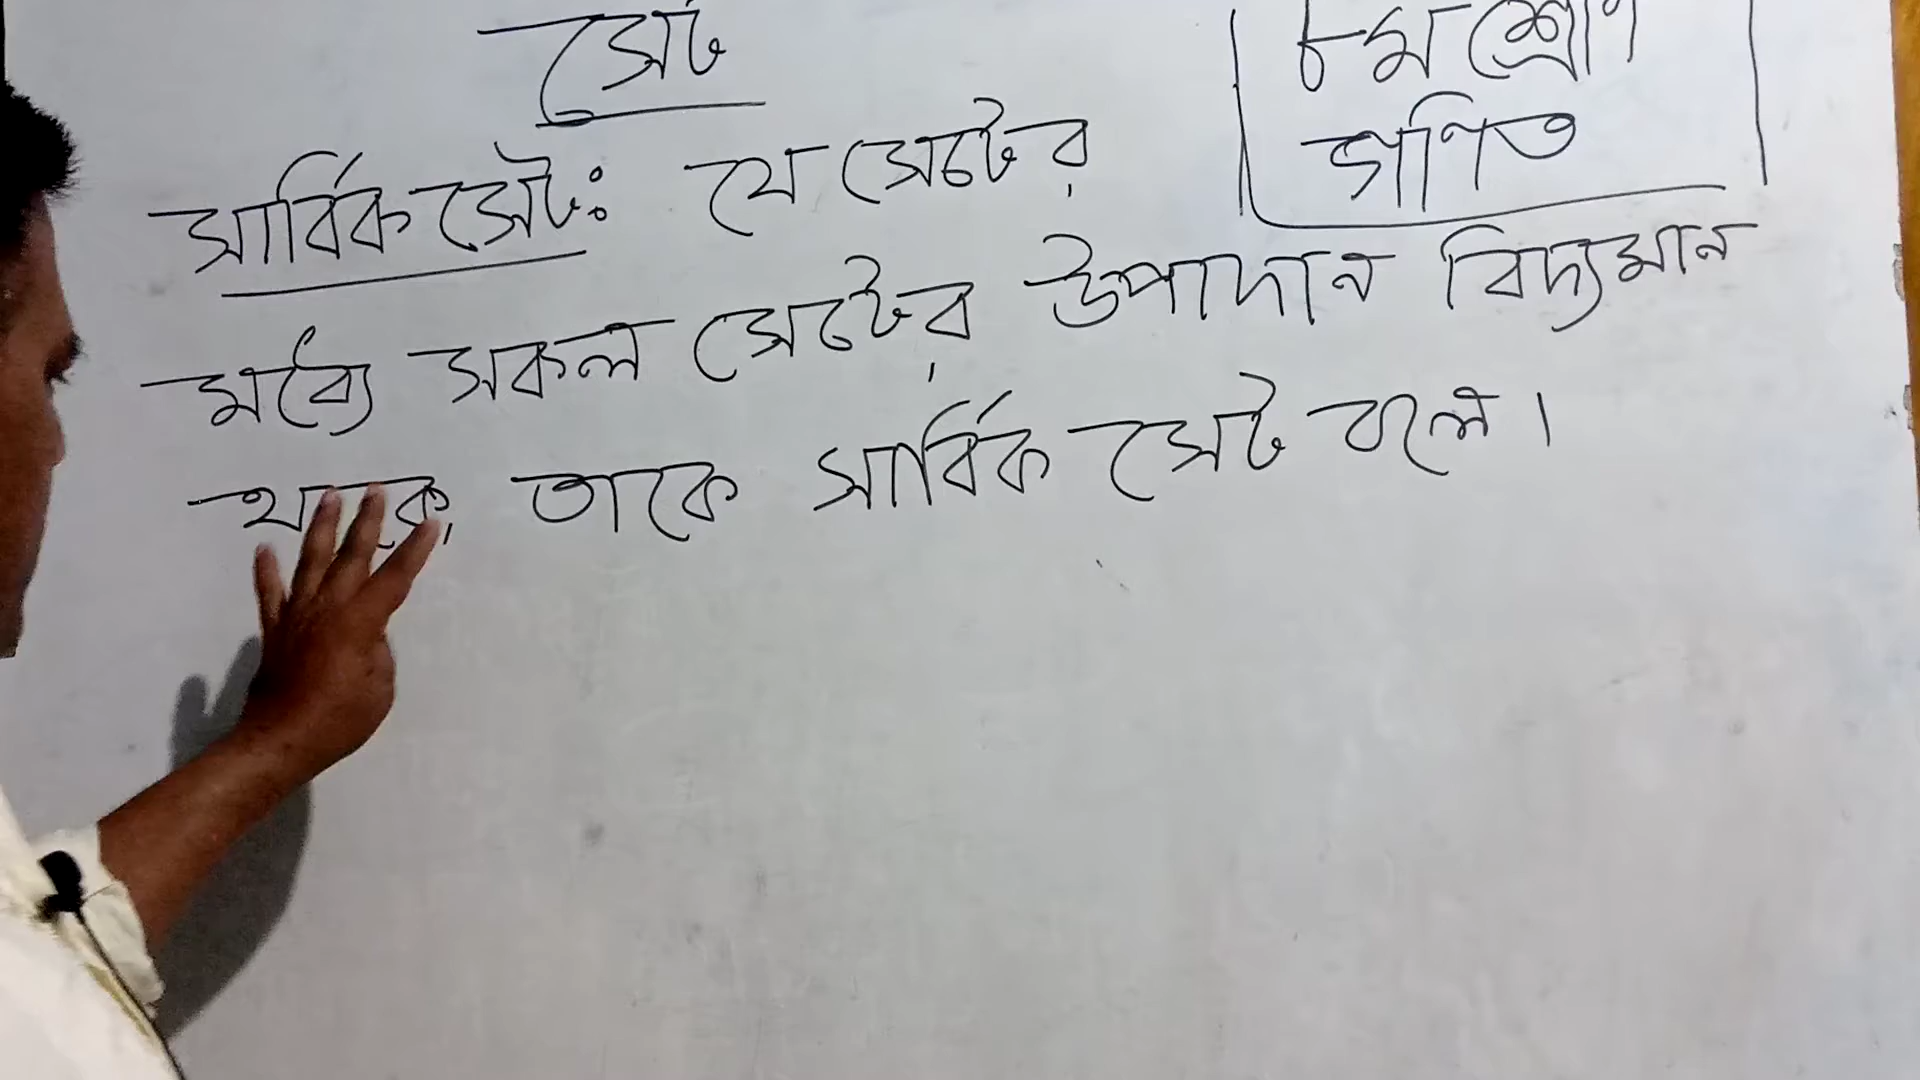 সেট
৮ম শ্রেণি
গণিত
সার্বিক সেটঃ যে সেটের
মধ্যে সকল সেটের উপাদান বিদ্যমান
থাকে, তাকে সার্বিক সেট বলে।